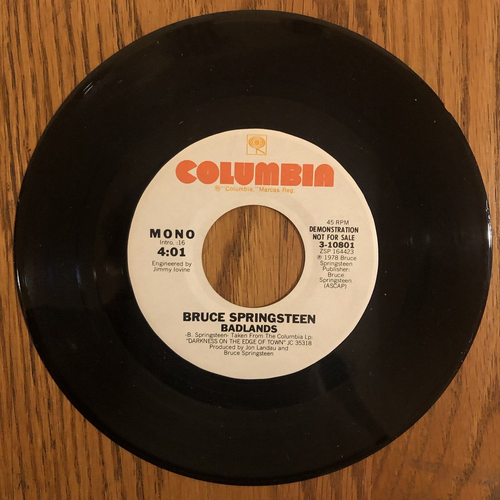 COLUMBIA
® "Columbia," Marcas Reg.
MONO
Intro. :16
4:01
Engineered by
Jimmy Iovine
45 RPM
DEMONSTRATION
NOT FOR SALE
3-10801
ZSP 164423
℗ 1978 Bruce
Springsteen
Publisher:
Bruce
Springsteen
(ASCAP)
BRUCE SPRINGSTEEN
BADLANDS
-B. Springsteen- Taken From The Columbia Lp:
"DARKNESS ON THE EDGE OF TOWN" JC 35318
Produced by Jon Landau and
Bruce Springsteen